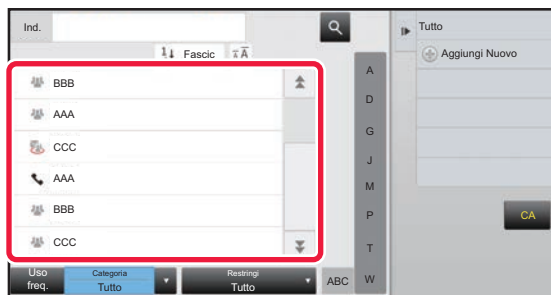 Ind.
1↓ Fascic
BBB
AAA
CCC
AAA
BBB
CCC
A
D
G
J
M
P
T
W
Uso freq.
Categoria
Tutto
Restringi
Tutto
ABC
Tutto
Aggiungi Nuovo
CA